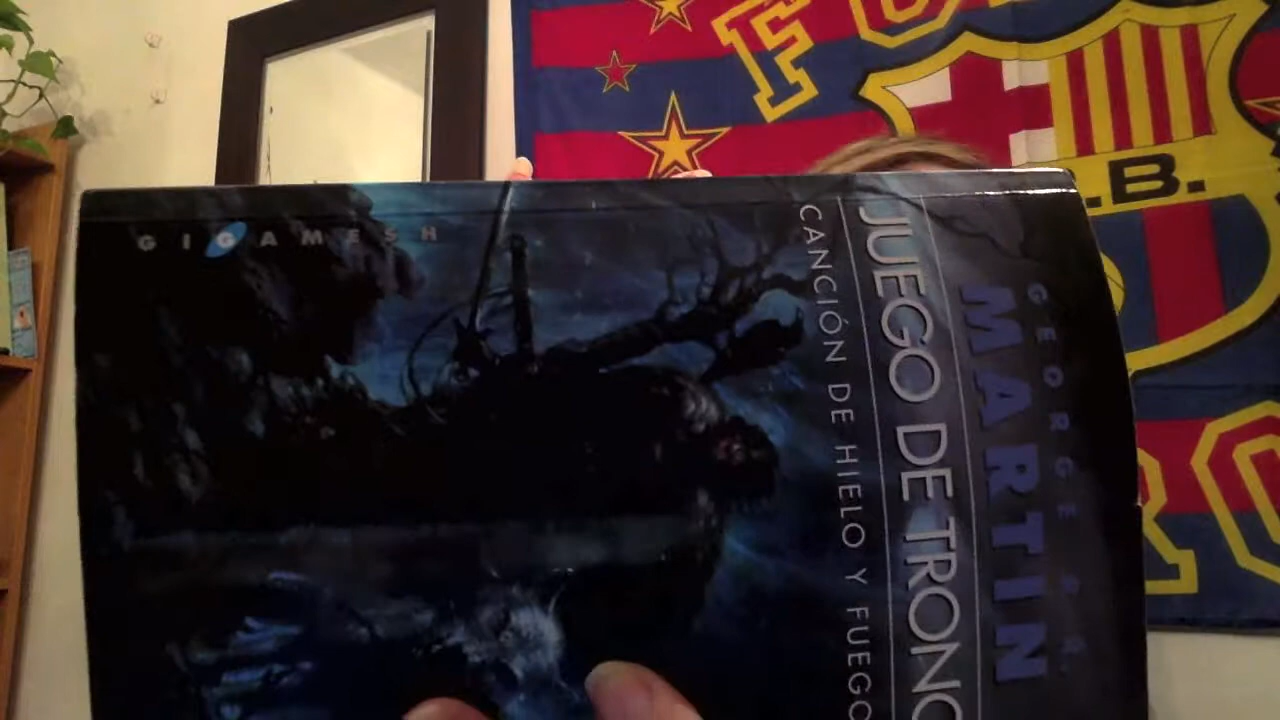 GEORGE R.R.
MARTIN
JUEGO DE TRONO
CANCIÓN DE HIELO Y FUEGO
GIGAMESH
.B.